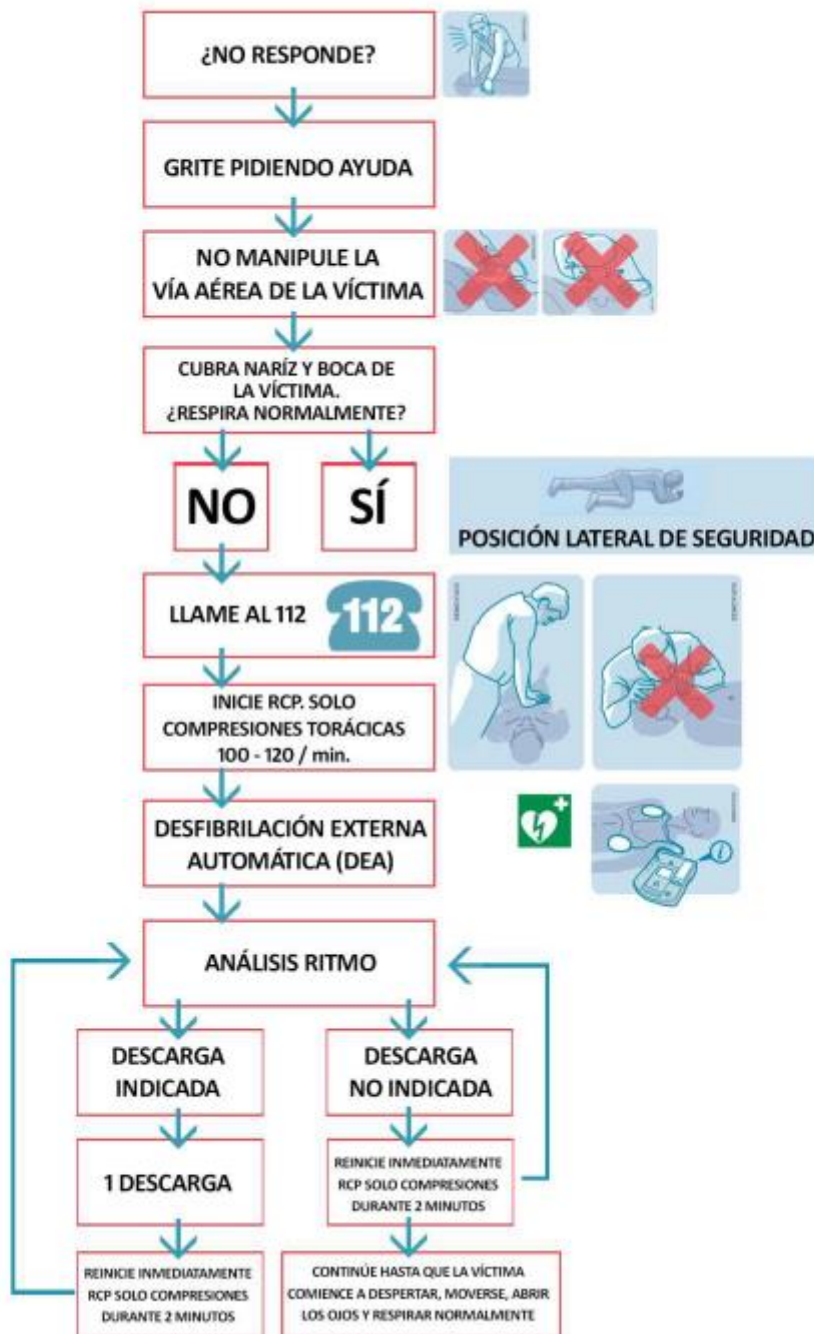 ¿NO RESPONDE?
GRITE PIDIENDO AYUDA
NO MANIPULE LA
VÍA AÉREA DE LA VÍCTIMA
CUBRA NARÍZ Y BOCA DE
LA VÍCTIMA.
¿RESPIRA NORMALMENTE?
NO
SÍ
POSICIÓN LATERAL DE SEGURIDAD
LLAME AL 112
112
INICIE RCP. SOLO
COMPRESIONES TORÁCICAS
100 - 120 / min.
DESFIBRILACIÓN EXTERNA
AUTOMÁTICA (DEA)
i
ANÁLISIS RITMO
DESCARGA
INDICADA
DESCARGA
NO INDICADA
1 DESCARGA
REINICIE INMEDIATAMENTE
RCP SOLO COMPRESIONES
DURANTE 2 MINUTOS
REINICIE INMEDIATAMENTE
RCP SOLO COMPRESIONES
DURANTE 2 MINUTOS
CONTINÚE HASTA QUE LA VÍCTIMA
COMIENCE A DESPERTAR, MOVERSE, ABRIR
LOS OJOS Y RESPIRAR NORMALMENTE